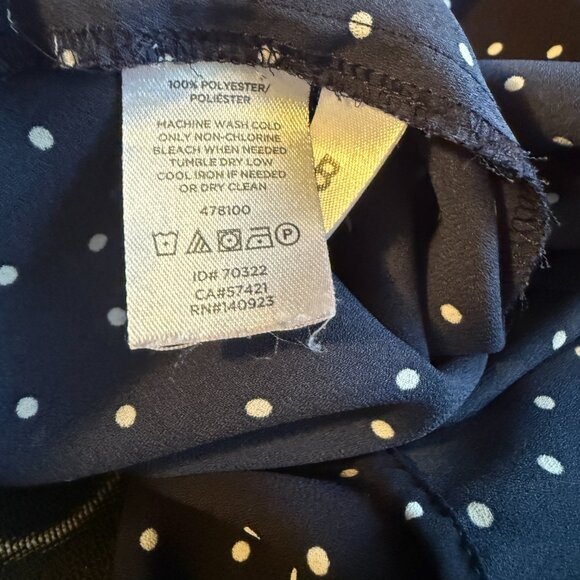 100% POLYESTER/
POLIÉSTER
MACHINE WASH COLD
ONLY NON-CHLORINE
BLEACH WHEN NEEDED
TUMBLE DRY LOW
COOL IRON IF NEEDED
OR DRY CLEAN
478100
P
ID# 70322
CA#57421
RN#140923
8